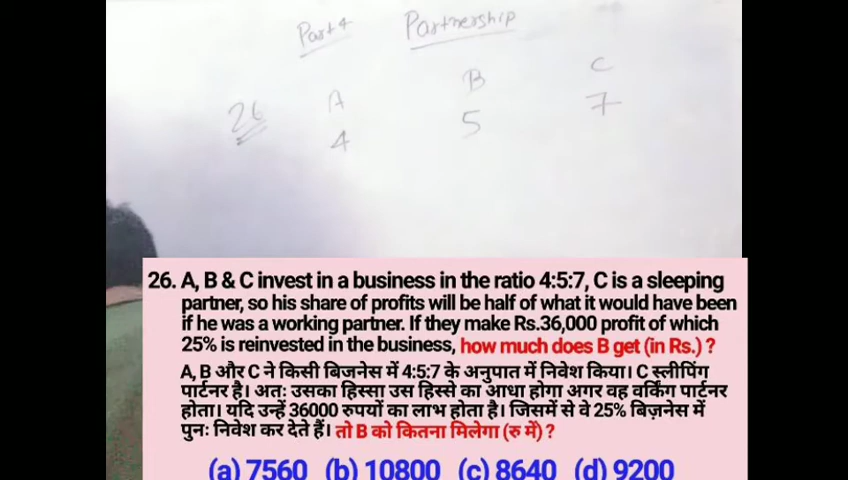 Part 4 Partnership
26 A B C
4 5 7
26. A, B & C invest in a business in the ratio 4:5:7, C is a sleeping
partner, so his share of profits will be half of what it would have been
if he was a working partner. If they make Rs.36,000 profit of which
25% is reinvested in the business, how much does B get (in Rs.) ?
A, B और C ने किसी बिजनेस में 4:5:7 के अनुपात में निवेश किया। C स्लीपिंग
पार्टनर है। अतः उसका हिस्सा उस हिस्से का आधा होगा अगर वह वर्किंग पार्टनर
होता। यदि उन्हें 36000 रुपयों का लाभ होता है। जिसमें से वे 25% बिज़नेस में
पुनः निवेश कर देते हैं। तो B को कितना मिलेगा (रु में) ?
(a) 7560 (b) 10800 (c) 8640 (d) 9200